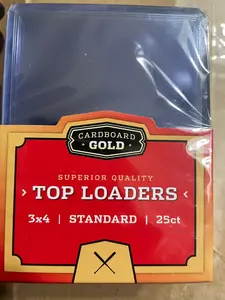 CARDBOARD
GOLD
SUPERIOR QUALITY
TOP LOADERS
3x4 | STANDARD | 25ct